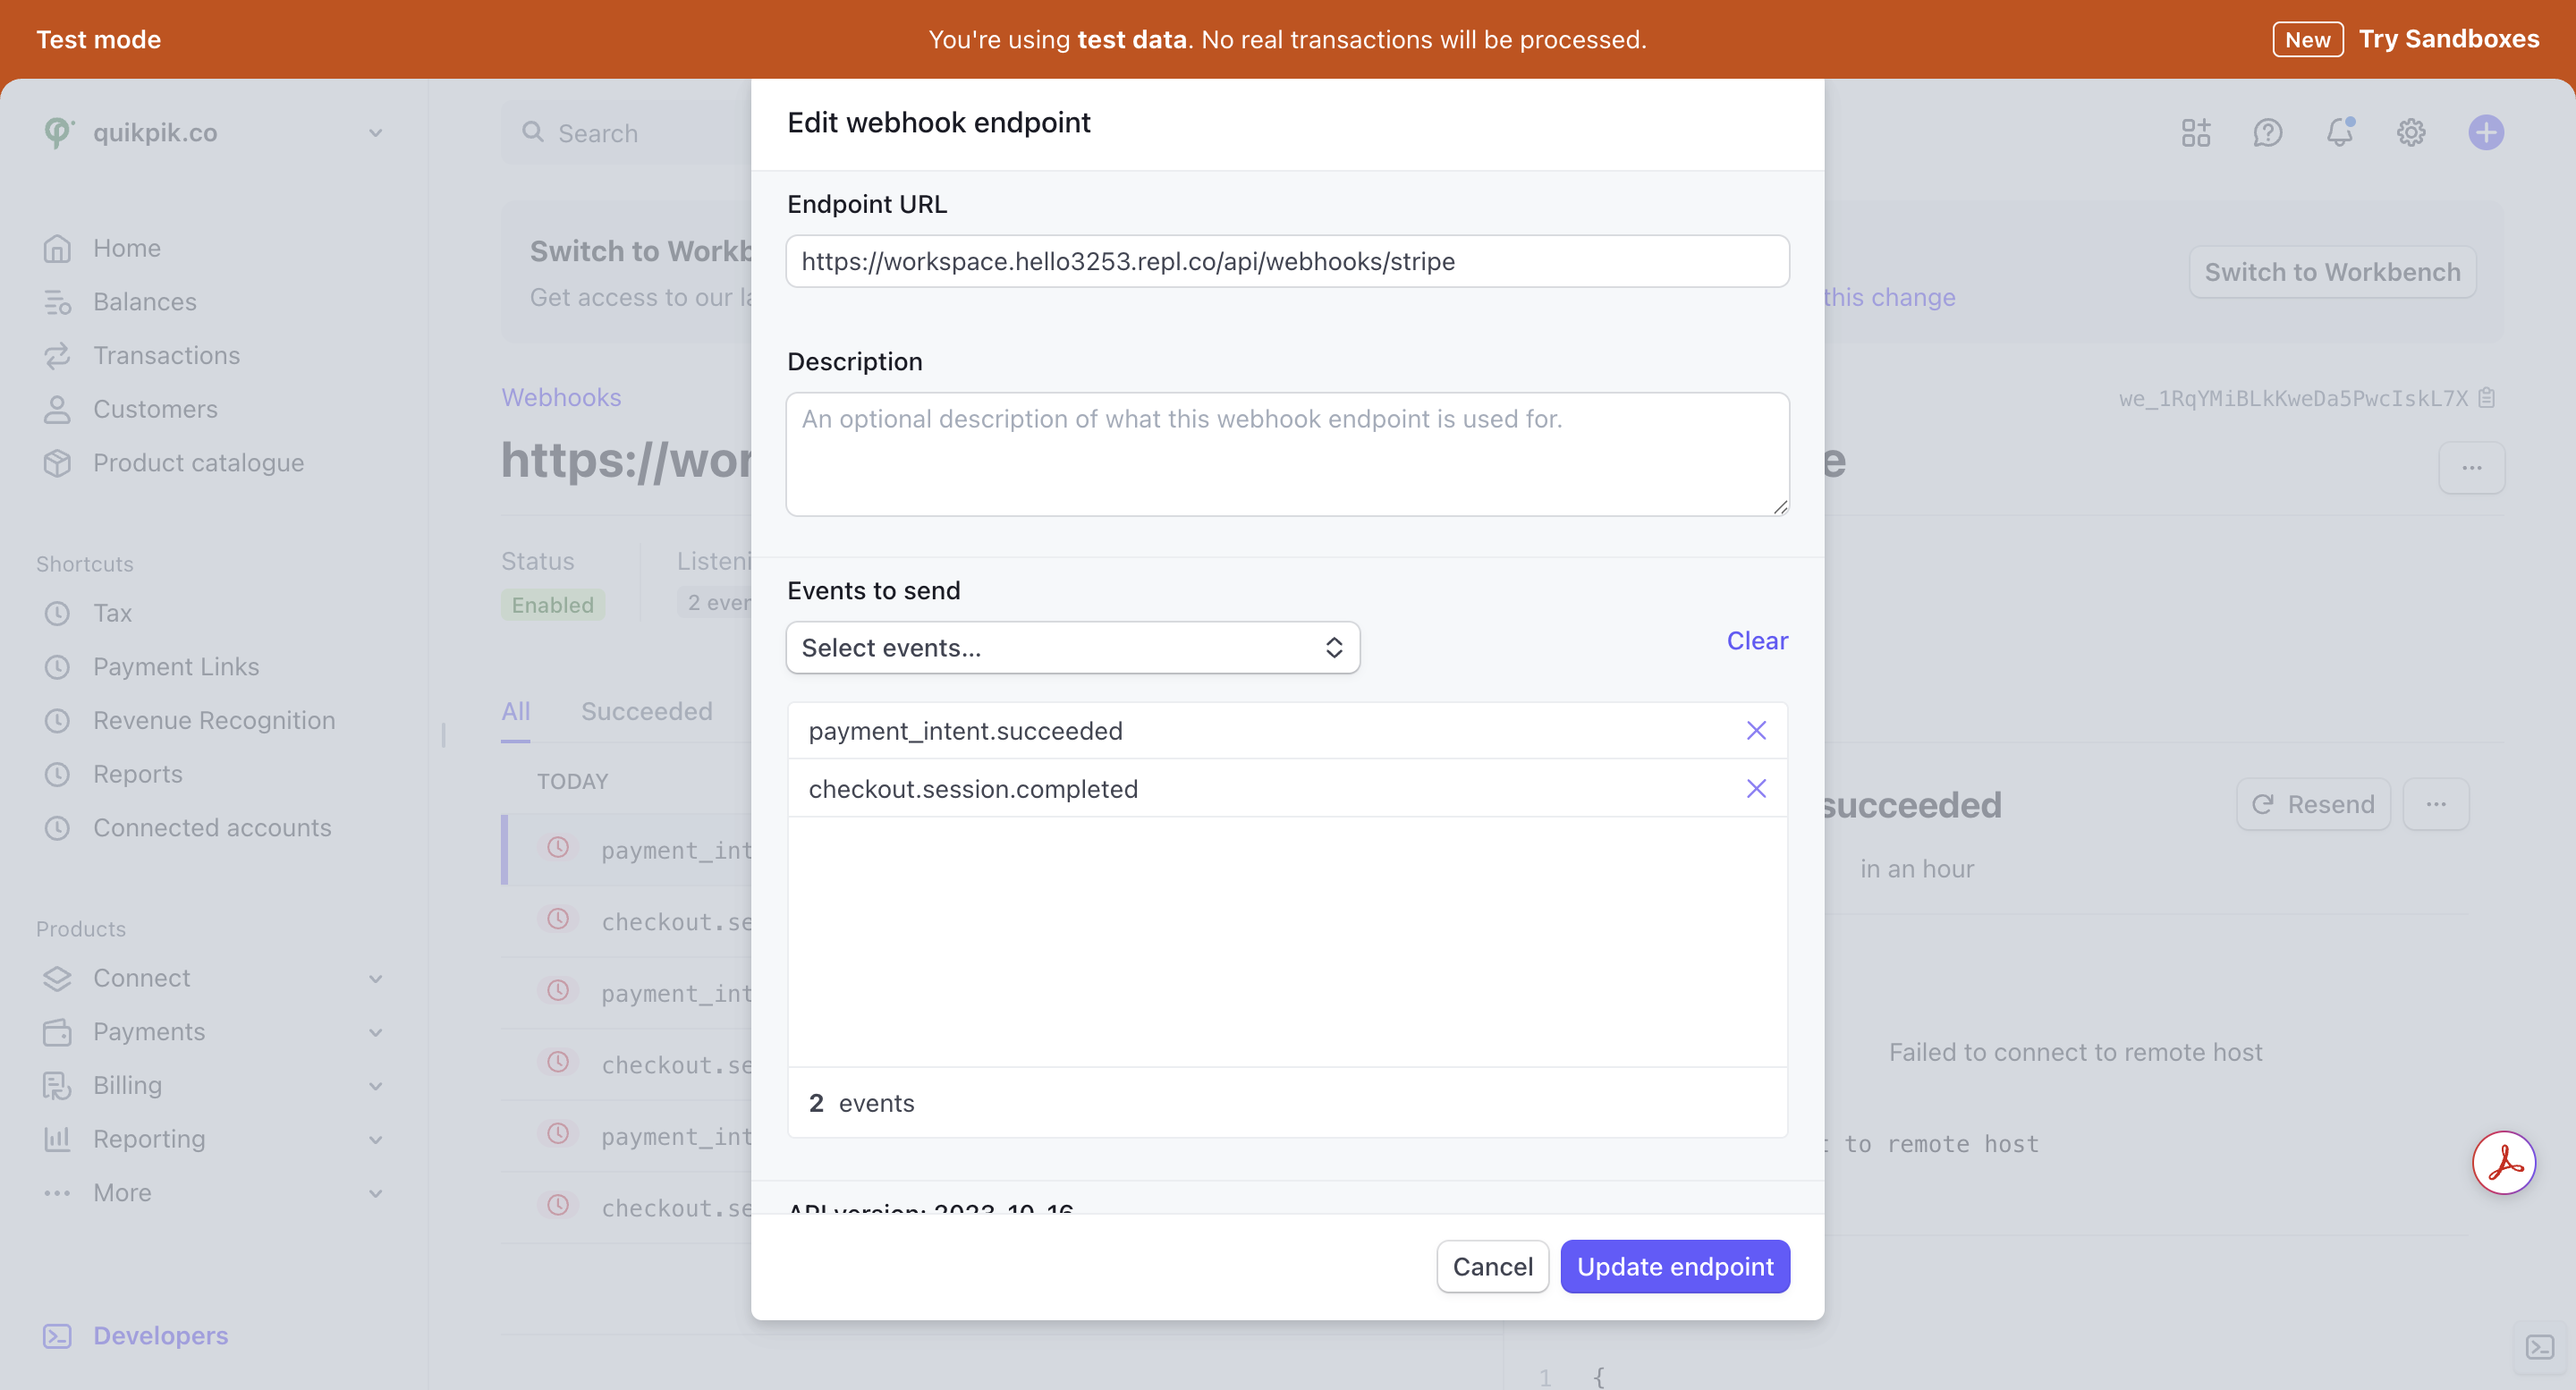 Test mode
You're using test data. No real transactions will be processed.
New Try Sandboxes
quikpik.co
Search
Home
Balances
Transactions
Customers
Product catalogue
Shortcuts
Tax
Payment Links
Revenue Recognition
Reports
Connected accounts
Products
Connect
Payments
Billing
Reporting
More
Developers
Switch to Workb
Get access to our la
this change
Switch to Workbench
Webhooks
we_1RqYMiBLkKweDa5PwcIskL7X
https://wor
e
Status
Enabled
Listeni
2 ever
All
Succeeded
TODAY
payment_int
checkout.se
payment_int
checkout.se
payment_int
checkout.se
succeeded
Resend
in an hour
Failed to connect to remote host
t to remote host
1 {
Edit webhook endpoint
Endpoint URL
https://workspace.hello3253.repl.co/api/webhooks/stripe
Description
An optional description of what this webhook endpoint is used for.
Events to send
Select events...
Clear
payment_intent.succeeded
checkout.session.completed
2 events
API version: 2023-10-16
Cancel
Update endpoint